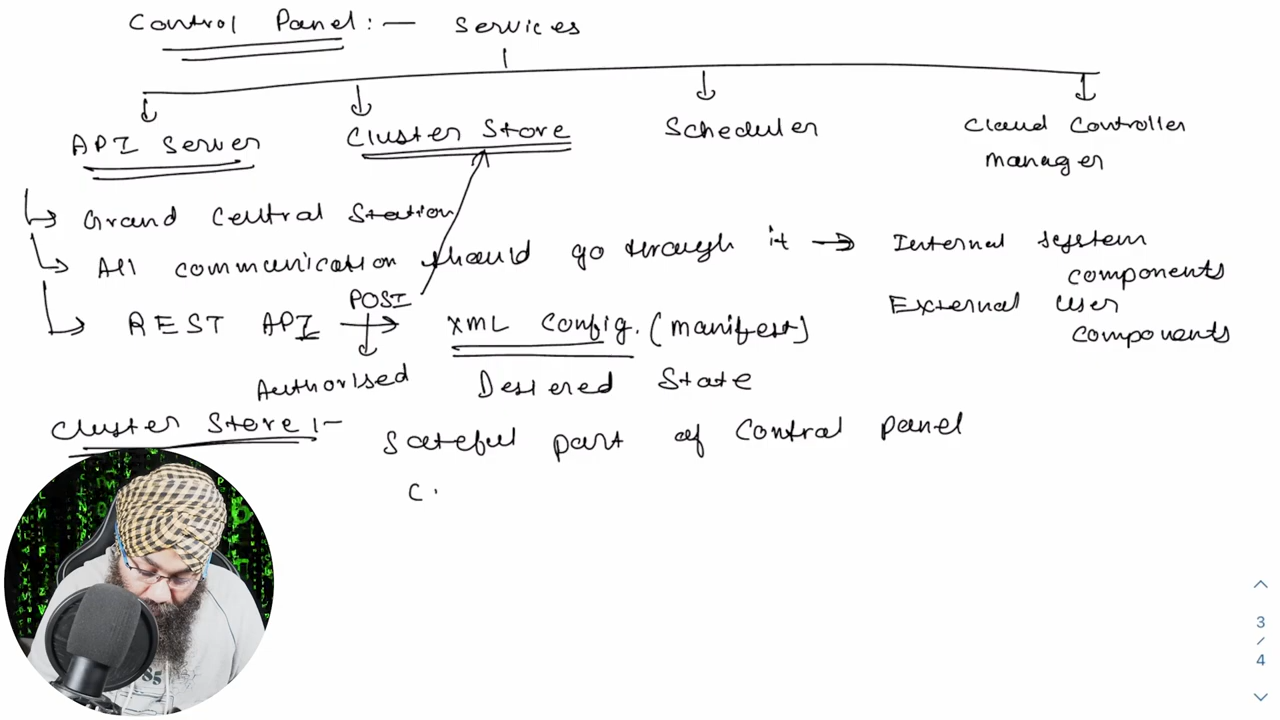 Control Panel:— Services
API Server
Cluster Store
Scheduler
Cloud Controller
manager
Grand Central Station
All communication should go through it → Internal system
components
External user
components
POST
REST API → XML Config. (manifest)
Authorised
Desiered State
Cluster Store :-
Sateful part of Control panel
C
3
/
4